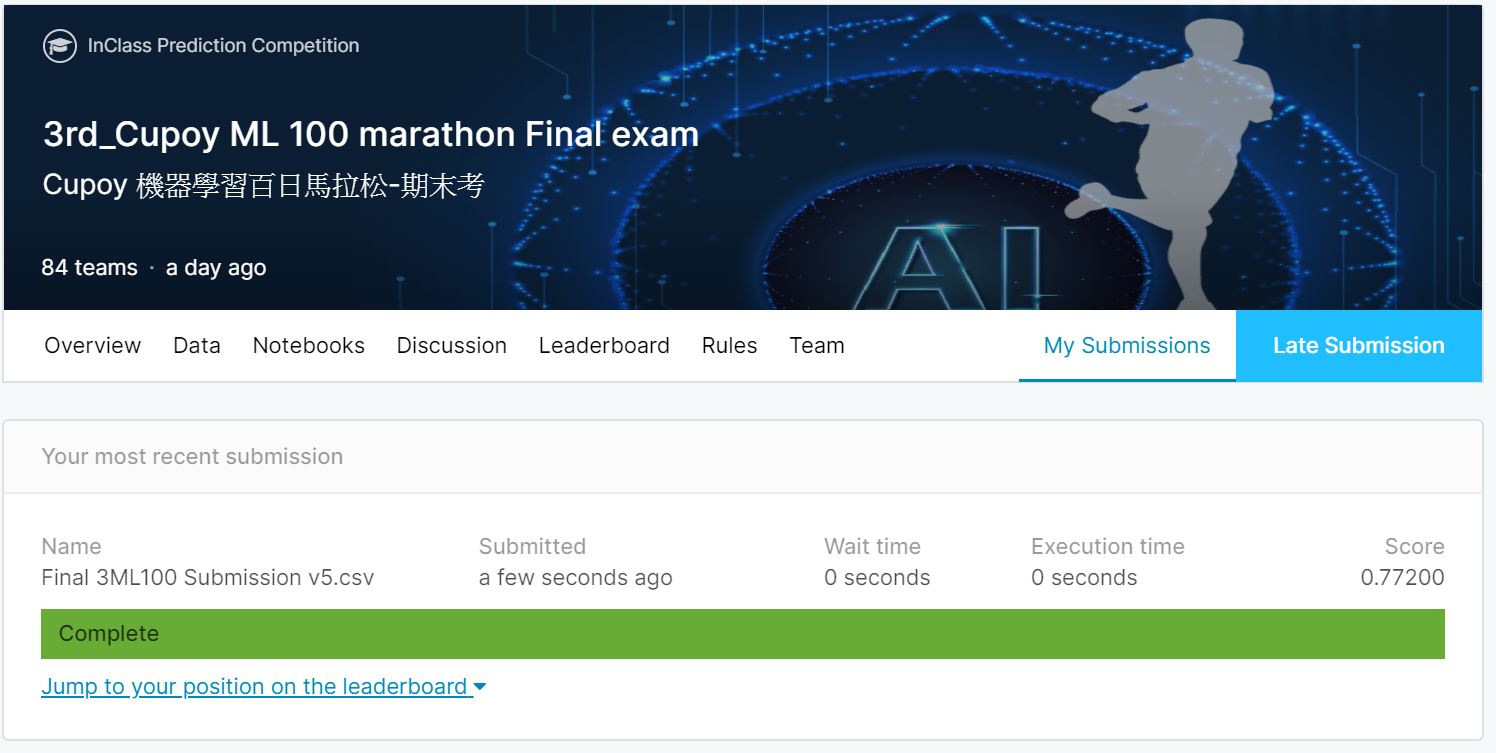 InClass Prediction Competition
3rd_Cupoy ML 100 marathon Final exam
Cupoy 機器學習百日馬拉松-期末考
84 teams · a day ago
AI
Overview Data Notebooks Discussion Leaderboard Rules Team My Submissions Late Submission
Your most recent submission
Name Submitted Wait time Execution time Score
Final 3ML100 Submission v5.csv a few seconds ago 0 seconds 0 seconds 0.77200
Complete
Jump to your position on the leaderboard